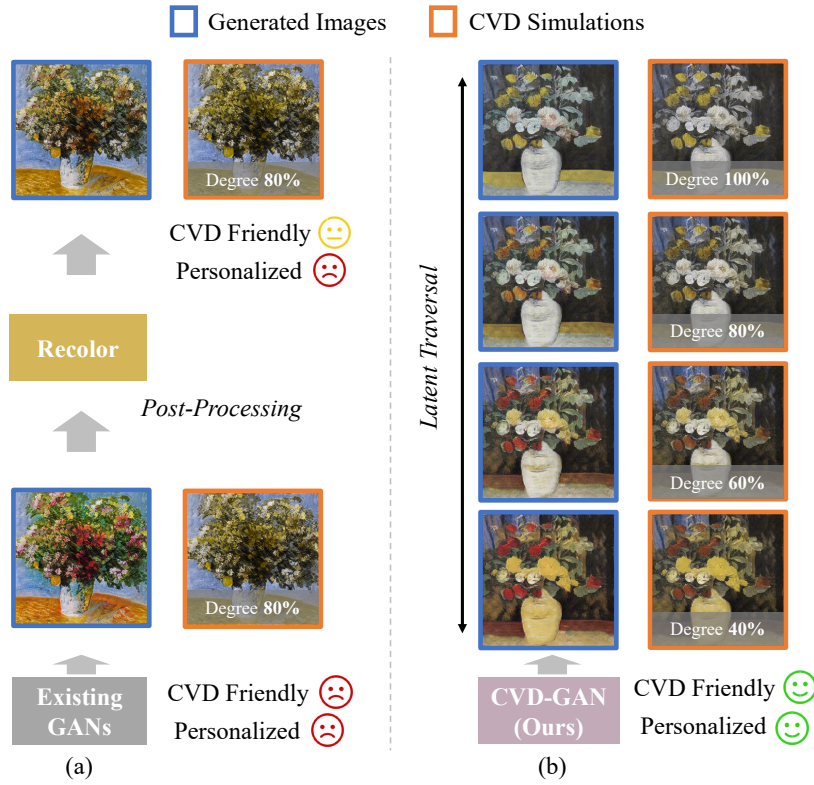 Generated Images
CVD Simulations
Degree 80%
CVD Friendly
Personalized
Recolor
Post-Processing
Degree 80%
Existing
GANs
CVD Friendly
Personalized
(a)
Latent Traversal
Degree 100%
Degree 80%
Degree 60%
Degree 40%
CVD-GAN
(Ours)
CVD Friendly
Personalized
(b)